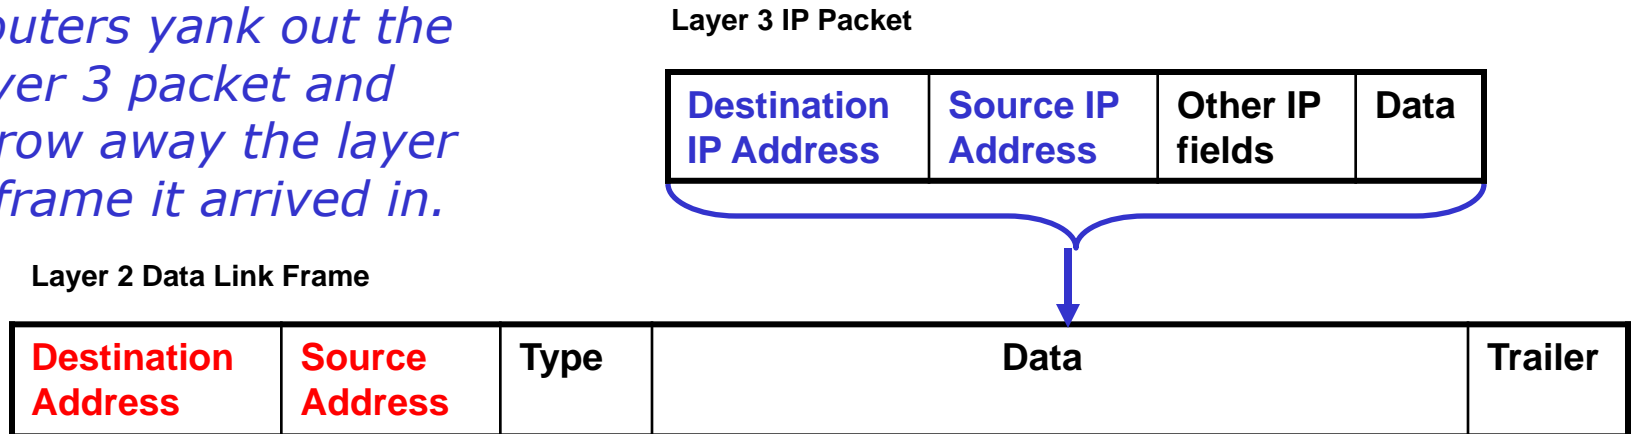 outers yank out the
yer 3 packet and
row away the layer
frame it arrived in.
Layer 3 IP Packet
Destination IP Address
Source IP Address
Other IP fields
Data
Layer 2 Data Link Frame
Destination Address
Source Address
Type
Data
Trailer